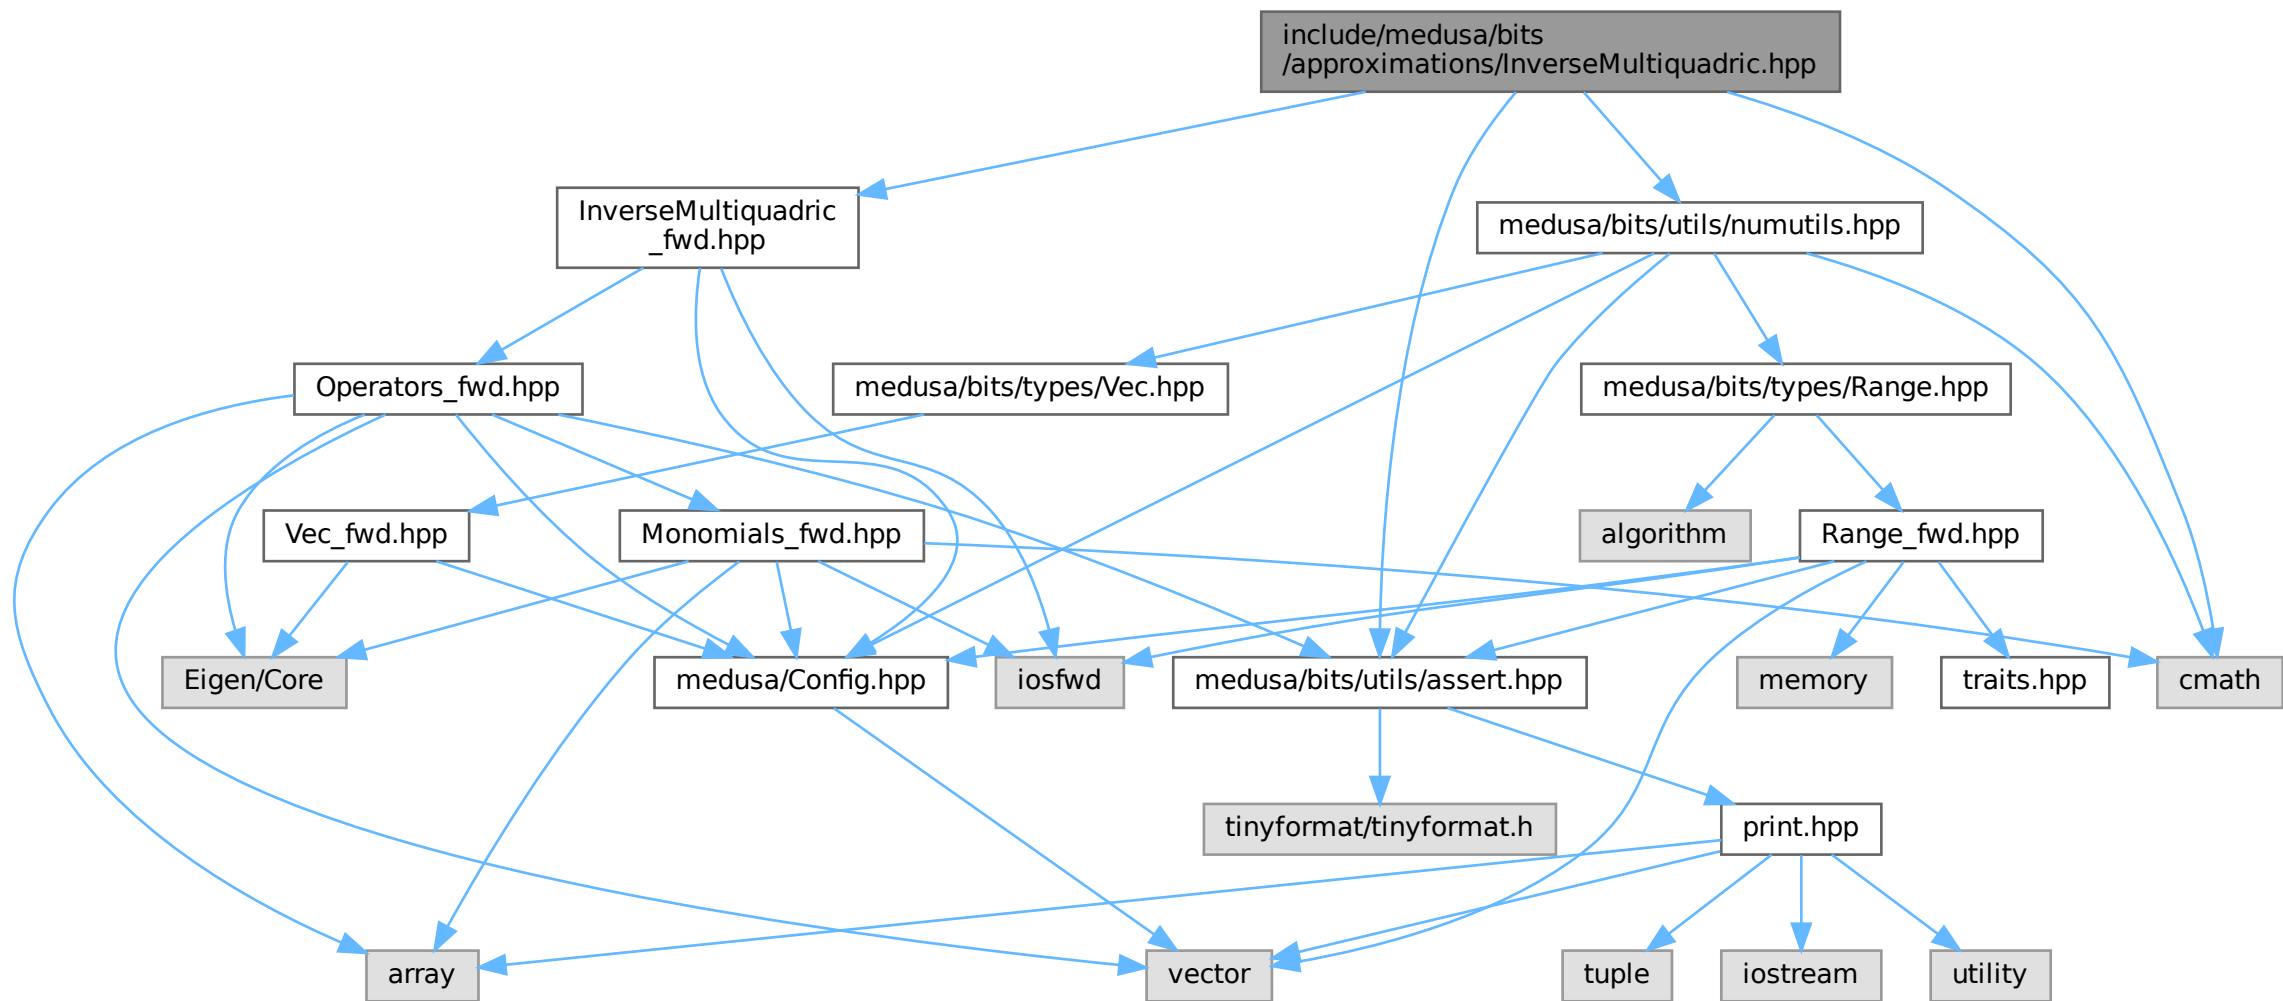 include/medusa/bits
/approximations/InverseMultiquadric.hpp
InverseMultiquadric
_fwd.hpp
medusa/bits/utils/numutils.hpp
Operators_fwd.hpp
medusa/bits/types/Vec.hpp
medusa/bits/types/Range.hpp
Vec_fwd.hpp
Monomials_fwd.hpp
algorithm
Range_fwd.hpp
Eigen/Core
medusa/Config.hpp
iosfwd
medusa/bits/utils/assert.hpp
memory
traits.hpp
cmath
tinyformat/tinyformat.h
print.hpp
array
vector
tuple
iostream
utility